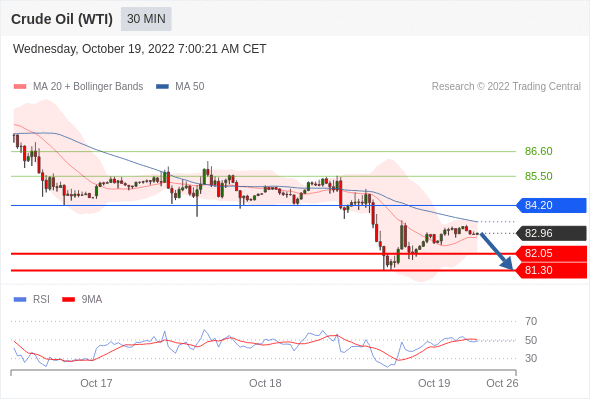 Crude Oil (WTI) 30 MIN
Wednesday, October 19, 2022 7:00:21 AM CET
MA 20 + Bollinger Bands MA 50 Research © 2022 Trading Central
86.60
85.50
84.20
82.96
82.05
81.30
RSI 9MA
70
50
30
Oct 17 Oct 18 Oct 19 Oct 26